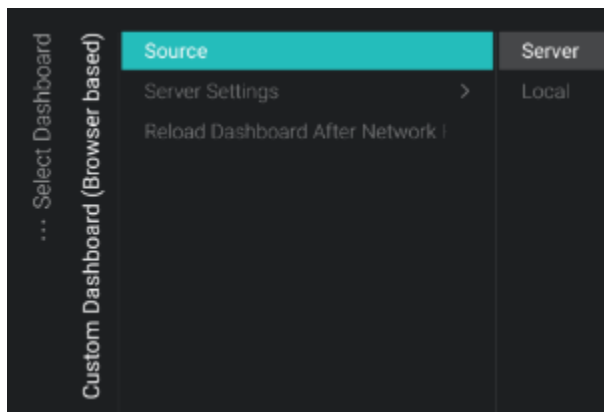 ... Select Dashboard
Custom Dashboard (Browser based)
Source
Server Settings >
Reload Dashboard After Network
Server
Local